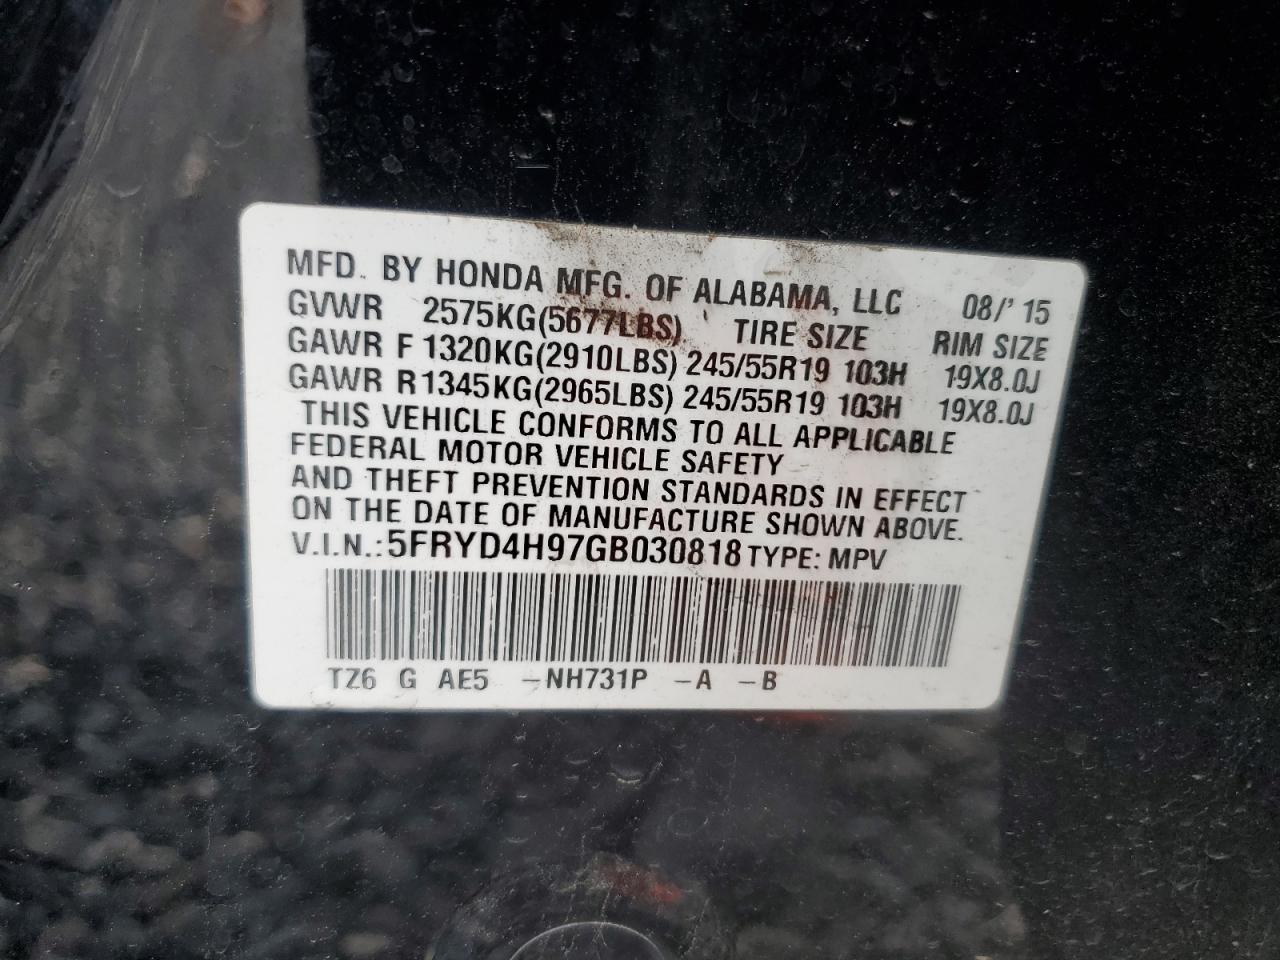 MFD. BY HONDA MFG. OF ALABAMA, LLC 08/'15
GVWR 2575KG(5677LBS) TIRE SIZE RIM SIZE
GAWR F 1320KG(2910LBS) 245/55R19 103H 19X8.0J
GAWR R 1345KG(2965LBS) 245/55R19 103H 19X8.0J
THIS VEHICLE CONFORMS TO ALL APPLICABLE
FEDERAL MOTOR VEHICLE SAFETY
AND THEFT PREVENTION STANDARDS IN EFFECT
ON THE DATE OF MANUFACTURE SHOWN ABOVE.
V.I.N.: 5FRYD4H97GB030818 TYPE: MPV
TZ6 G AE5 -NH731P -A -B